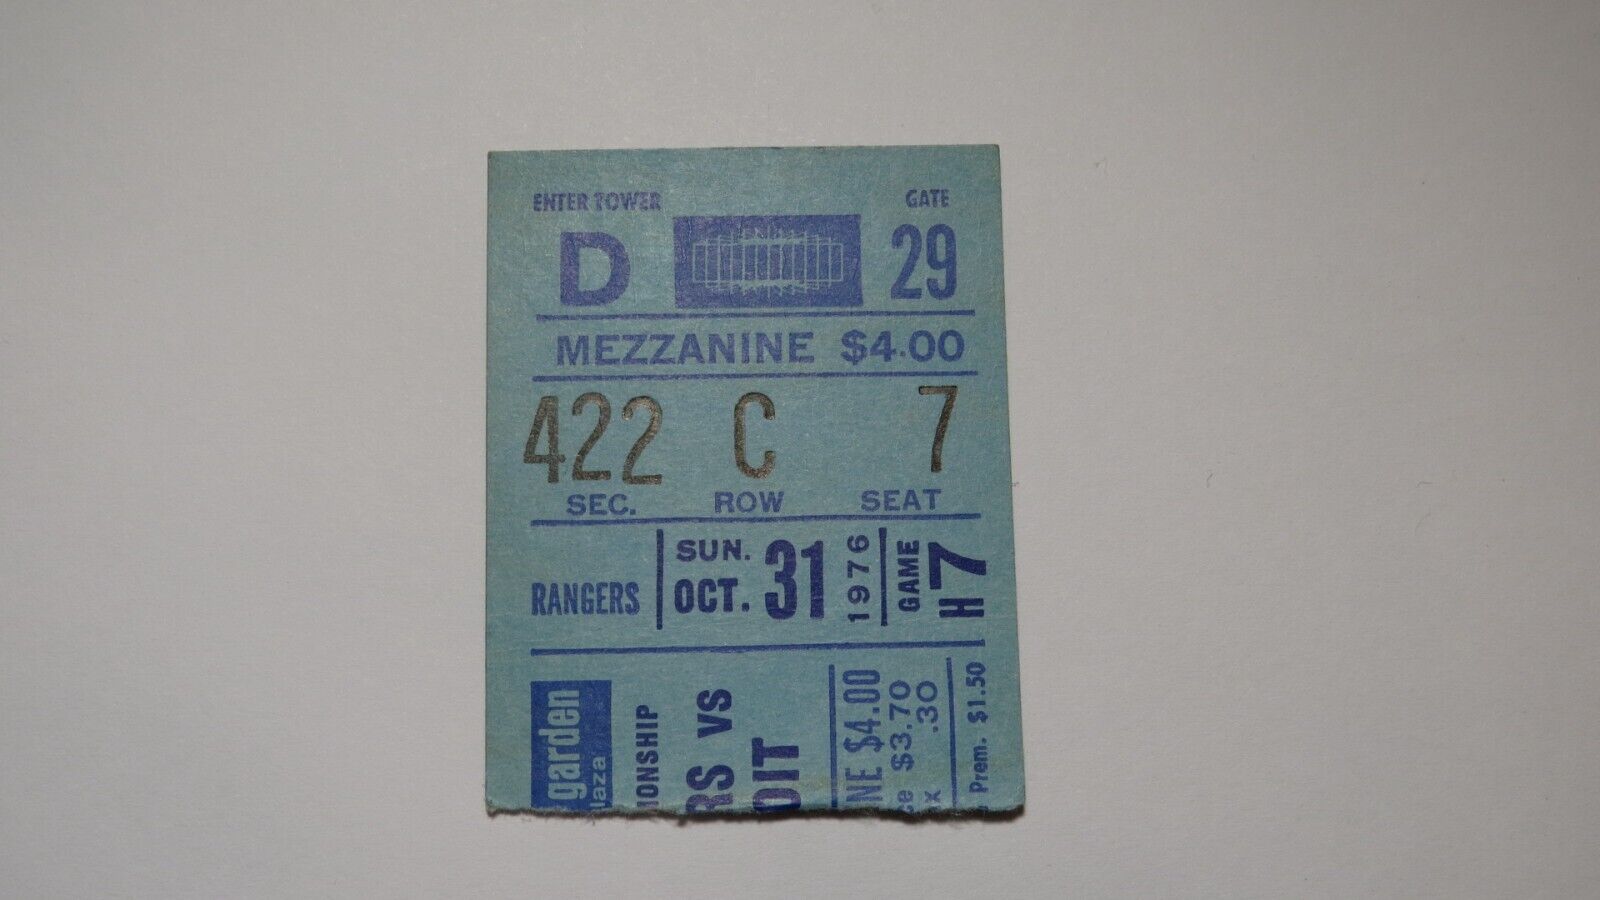 ENTER TOWER GATE
D 29
MEZZANINE $4.00
422 C 7
SEC. ROW SEAT
RANGERS
SUN.
OCT. 31
1976
GAME
H7
garden
laza
IONSHIP
RS VS
OIT
NE $4.00
ce $3.70
x .30
Prem. $1.50